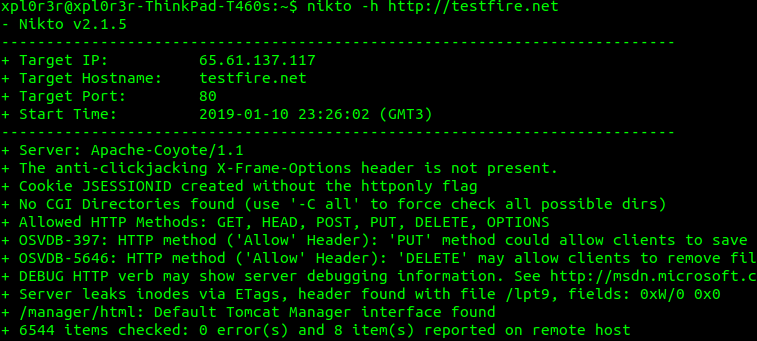 xpl0r3r@xpl0r3r-ThinkPad-T460s:~$ nikto -h http://testfire.net
- Nikto v2.1.5
---------------------------------------------------------------------------
+ Target IP:          65.61.137.117
+ Target Hostname:    testfire.net
+ Target Port:        80
+ Start Time:         2019-01-10 23:26:02 (GMT3)
---------------------------------------------------------------------------
+ Server: Apache-Coyote/1.1
+ The anti-clickjacking X-Frame-Options header is not present.
+ Cookie JSESSIONID created without the httponly flag
+ No CGI Directories found (use '-C all' to force check all possible dirs)
+ Allowed HTTP Methods: GET, HEAD, POST, PUT, DELETE, OPTIONS
+ OSVDB-397: HTTP method ('Allow' Header): 'PUT' method could allow clients to save
+ OSVDB-5646: HTTP method ('Allow' Header): 'DELETE' may allow clients to remove fil
+ DEBUG HTTP verb may show server debugging information. See http://msdn.microsoft.c
+ Server leaks inodes via ETags, header found with file /lpt9, fields: 0xW/0 0x0
+ /manager/html: Default Tomcat Manager interface found
+ 6544 items checked: 0 error(s) and 8 item(s) reported on remote host